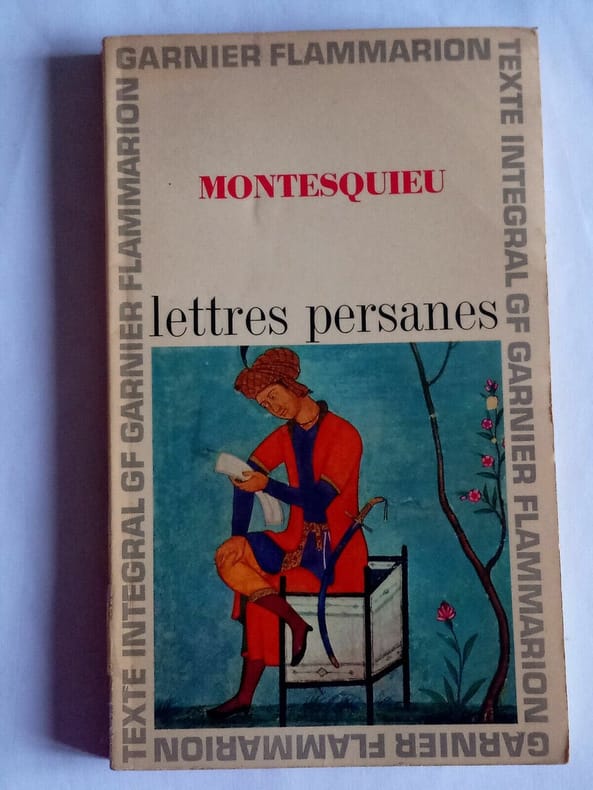 GARNIER FLAMMARION
TEXTE INTEGRAL GF GARNIER FLAMMARION
MONTESQUIEU
lettres persanes
TEXTE INTEGRAL GF GARNIER FLAMMARION
GARNIER FLAMMARION